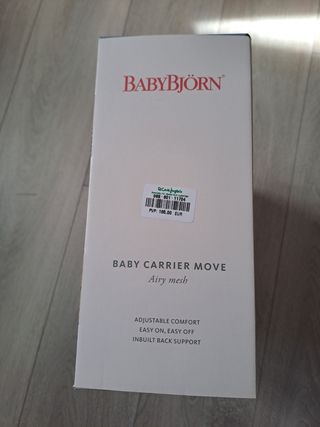 BABYBJÖRN®
El Corte Inglés
PVP: 180.00 EUR
BABY CARRIER MOVE
Airy mesh
ADJUSTABLE COMFORT
EASY ON, EASY OFF
INBUILT BACK SUPPORT